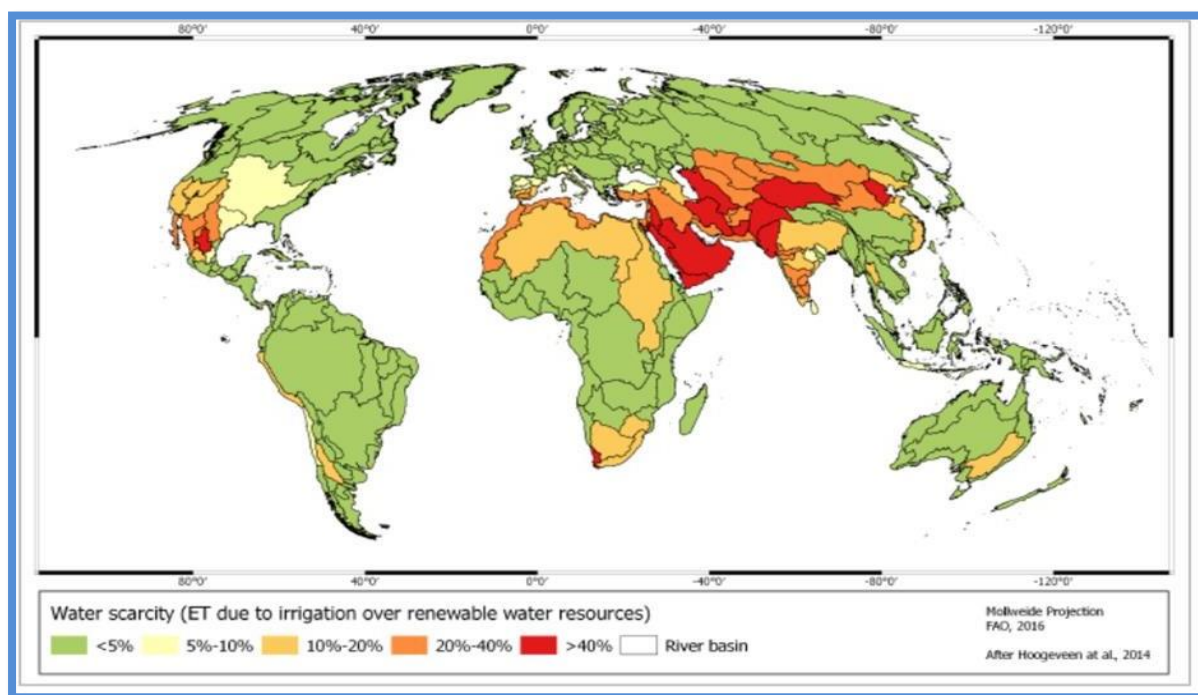 80°0' 0°0' -40°0' -80°0' -120°0'
80°0' 40°0' 0°0' -40°0' -80°0' -120°0'
Water scarcity (ET due to irrigation over renewable water resources)
<5% 5%-10% 10%-20% 20%-40% >40% River basin
Mollweide Projection
FAO, 2016
After Hoogeveen at al., 2014